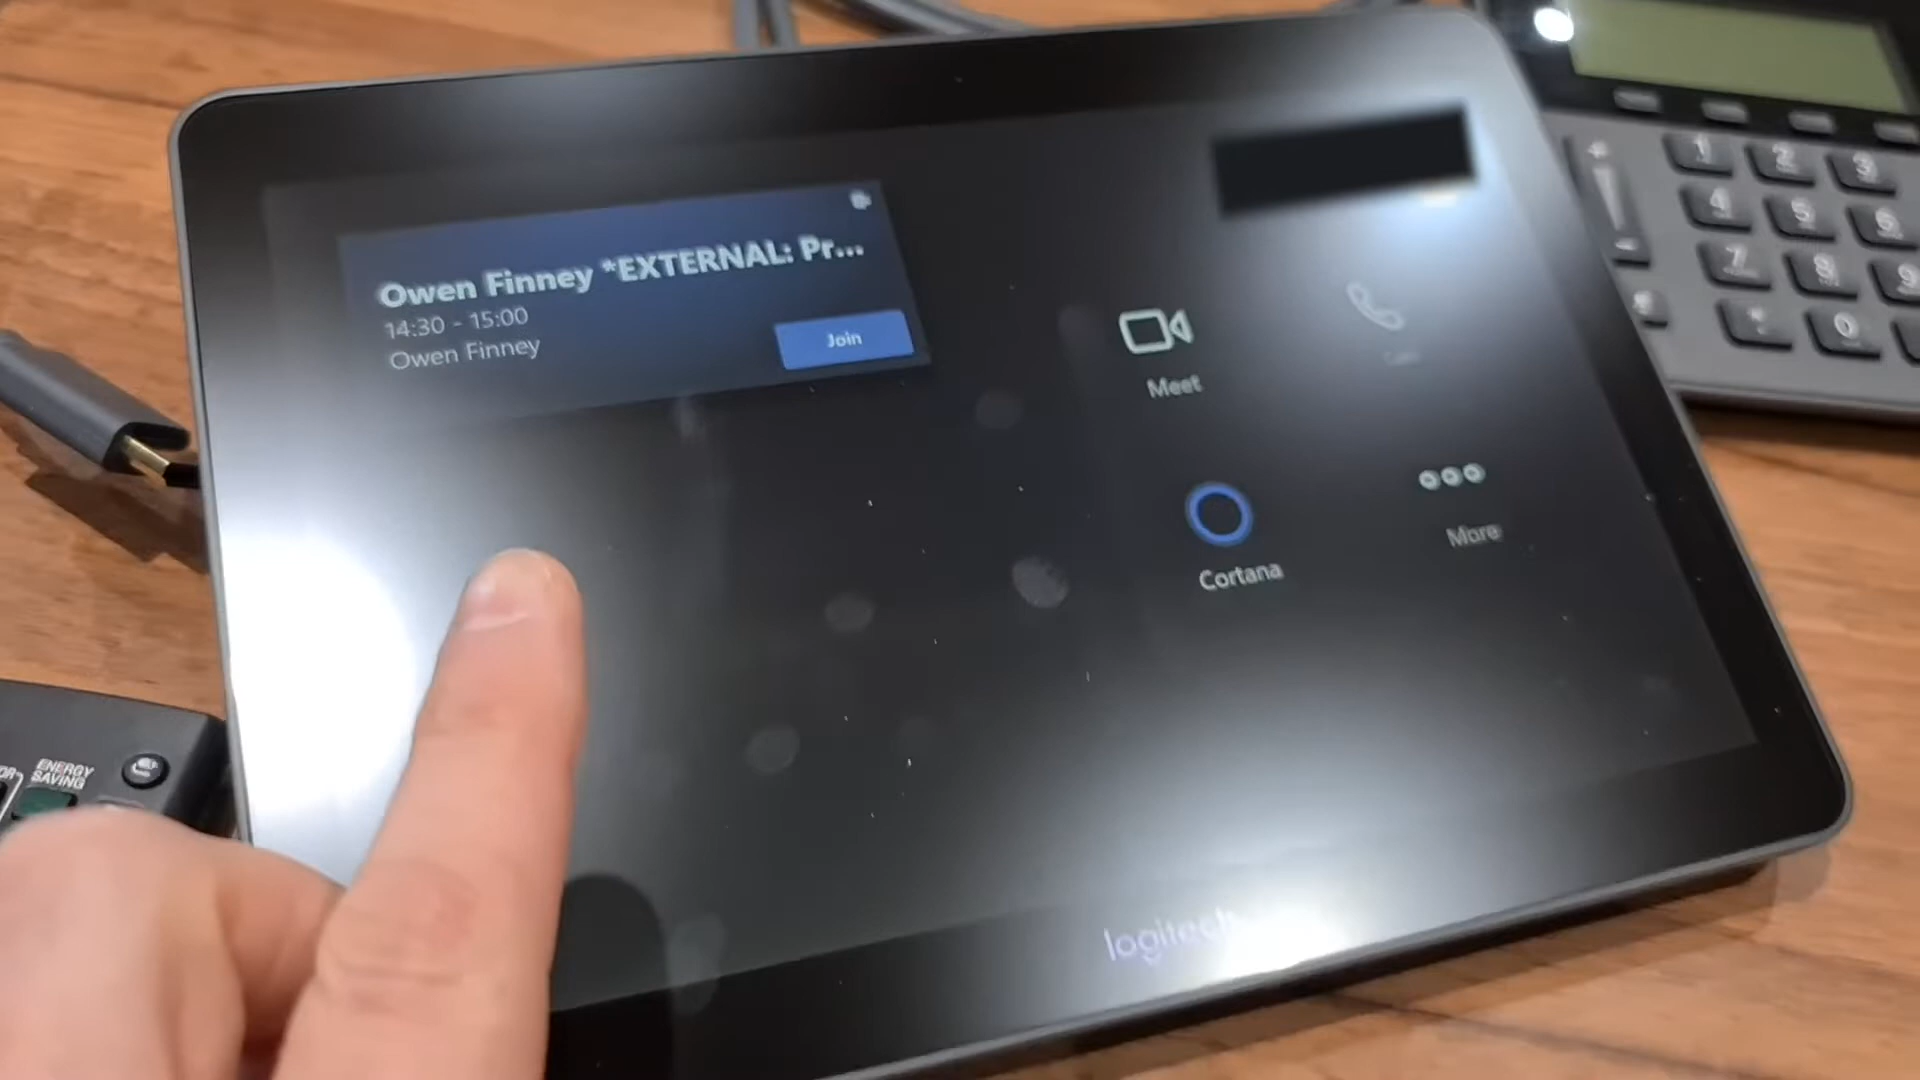 Owen Finney *EXTERNAL: Pr...
14:30 - 15:00
Owen Finney
Join
Meet
Call
Cortana
More
logitech
ENERGY
SAVING
1 2 3
4 5 6
7 8 9
* 0
+
-